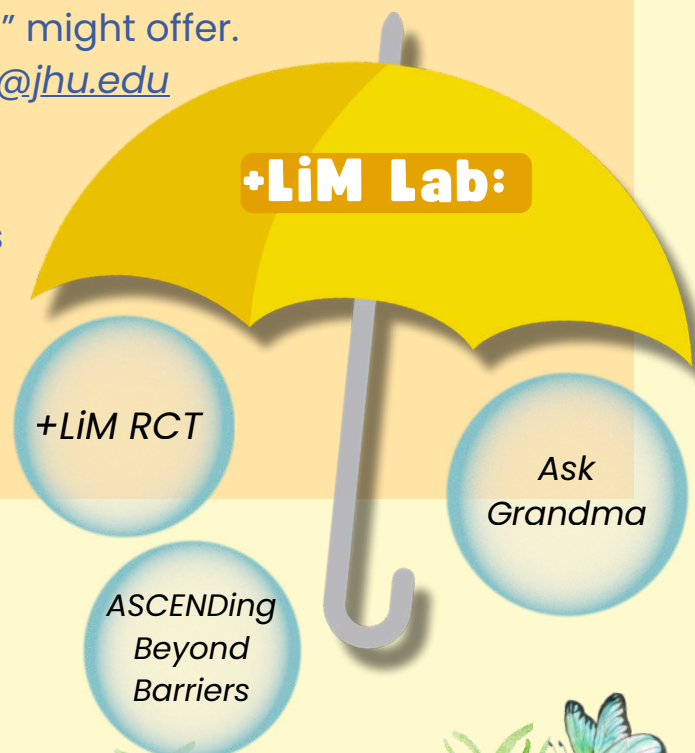 ” might offer.
@jhu.edu
s
+LiM Lab:
+LiM RCT
Ask
Grandma
ASCENDing
Beyond
Barriers